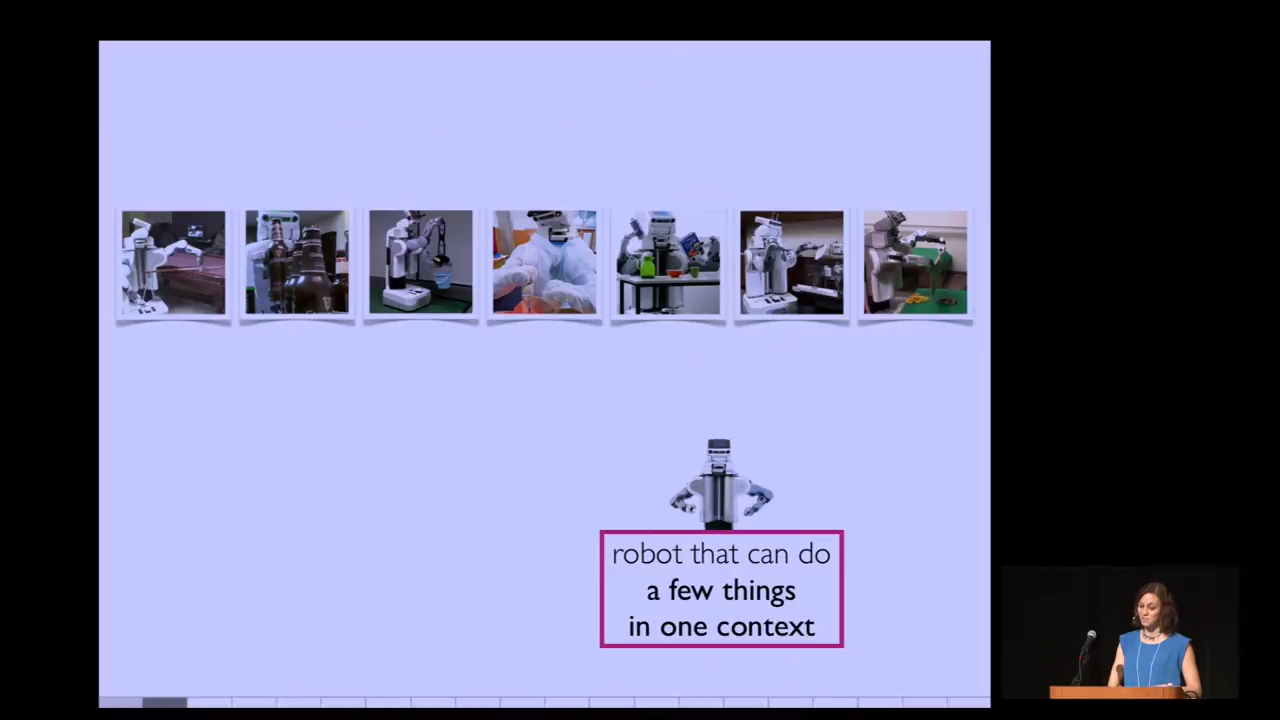 robot that can do
a few things
in one context